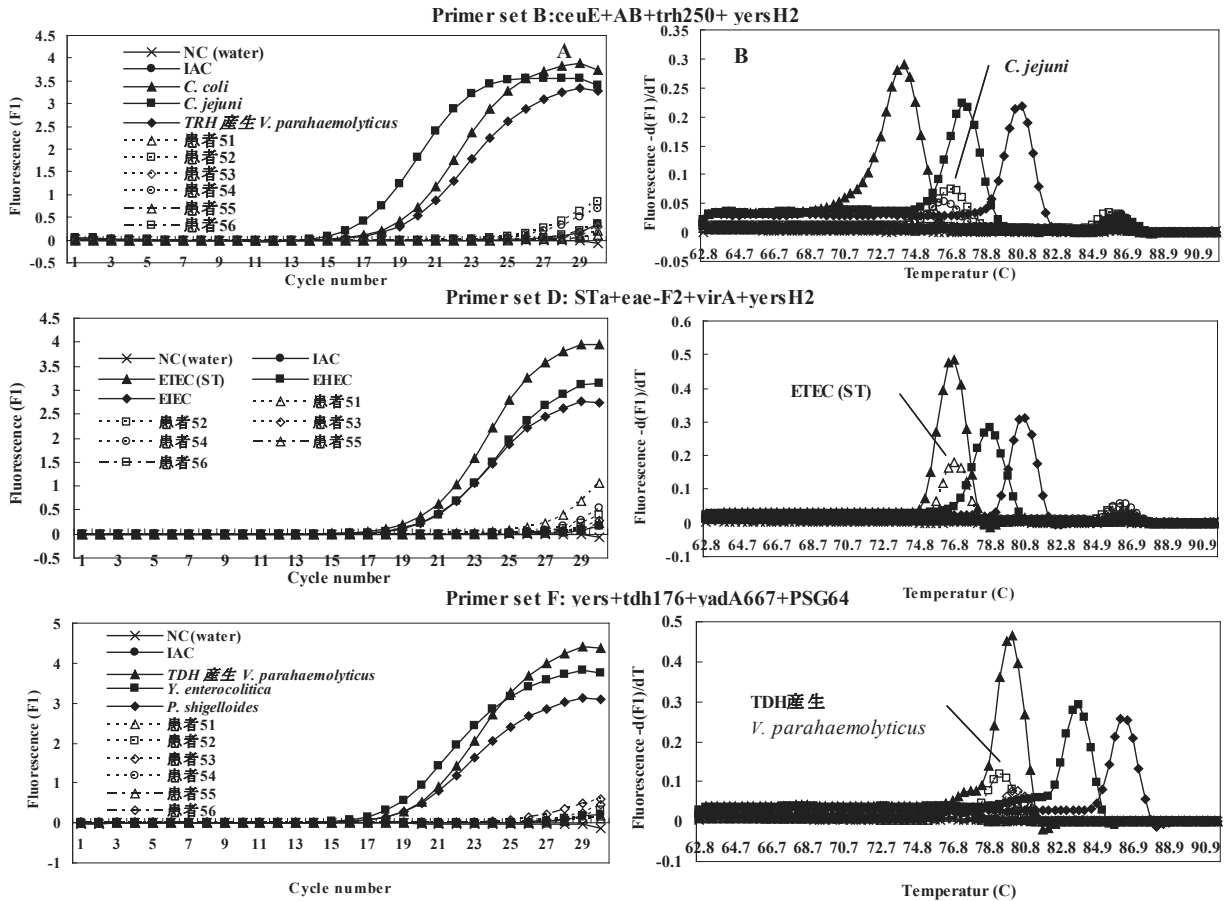 Primer set B:ceuE+AB+trh250+ yersH2
A
Fluorescence (F1)
4.5
4
3.5
3
2.5
2
1.5
1
0.5
0
-0.5
NC (water)
IAC
C. coli
C. jejuni
TRH 産生 V. parahaemolyticus
患者51
患者52
患者53
患者54
患者55
患者56
1 3 5 7 9 11 13 15 17 19 21 23 25 27 29
Cycle number
B
C. jejuni
Fluorescence -d(F1)/dT
0.35
0.3
0.25
0.2
0.15
0.1
0.05
0
-0.05
62.8 64.7 66.7 68.7 70.7 72.7 74.8 76.8 78.8 80.8 82.8 84.9 86.9 88.9 90.9
Temperatur (C)
Primer set D: STa+eae-F2+virA+yersH2
Fluorescence (F1)
4.5
4
3.5
3
2.5
2
1.5
1
0.5
0
-0.5
NC(water)
IAC
ETEC(ST)
EHEC
EIEC
患者51
患者52
患者53
患者54
患者55
患者56
1 3 5 7 9 11 13 15 17 19 21 23 25 27 29
Cycle number
ETEC (ST)
Fluorescence -d(F1)/dT
0.6
0.5
0.4
0.3
0.2
0.1
0
-0.1
62.8 64.7 66.7 68.7 70.7 72.7 74.8 76.8 78.8 80.8 82.8 84.9 86.9 88.9 90.9
Temperatur (C)
Primer set F: yers+tdh176+yadA667+PSG64
Fluorescence (F1)
5
4
3
2
1
0
-1
NC(water)
IAC
TDH 産生 V. parahaemolyticus
Y. enterocolitica
P. shigelloides
患者51
患者52
患者53
患者54
患者55
患者56
1 3 5 7 9 11 13 15 17 19 21 23 25 27 29
Cycle number
TDH産生
V. parahaemolyticus
Fluorescence -d(F1)/dT
0.5
0.4
0.3
0.2
0.1
0
-0.1
62.8 64.7 66.7 68.7 70.7 72.7 74.8 76.8 78.8 80.8 82.8 84.9 86.9 88.9 90.9
Temperatur (C)